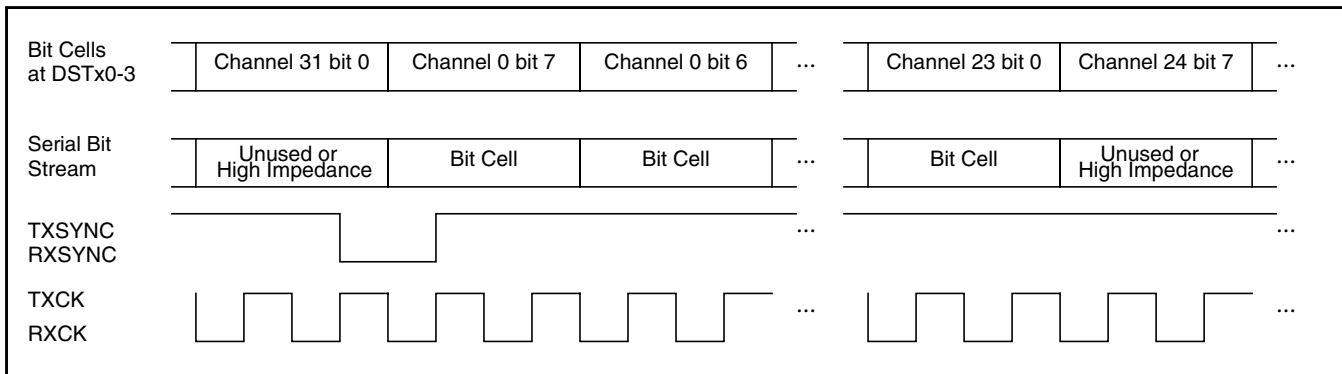 Bit Cells
at DSTx0-3
Channel 31 bit 0
Channel 0 bit 7
Channel 0 bit 6
...
Channel 23 bit 0
Channel 24 bit 7
...
Serial Bit
Stream
Unused or
High Impedance
Bit Cell
Bit Cell
...
Bit Cell
Unused or
High Impedance
...
TXSYNC
RXSYNC
...
...
TXCK
RXCK
...
...